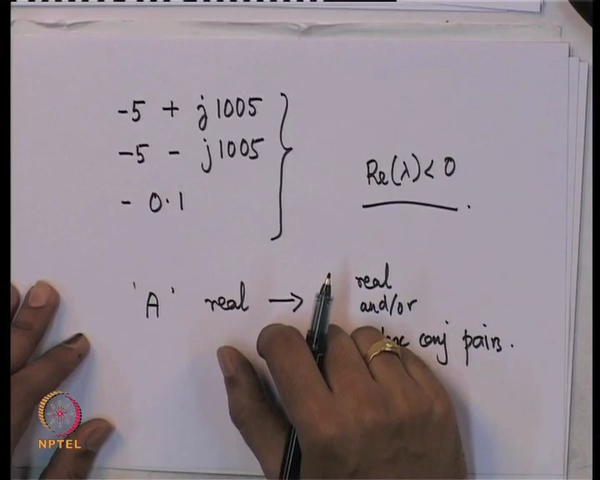 -5 + j1005
-5 - j1005
- 0.1
Re(λ) < 0
'A' real → real
and/or
conj pairs.
NPTEL